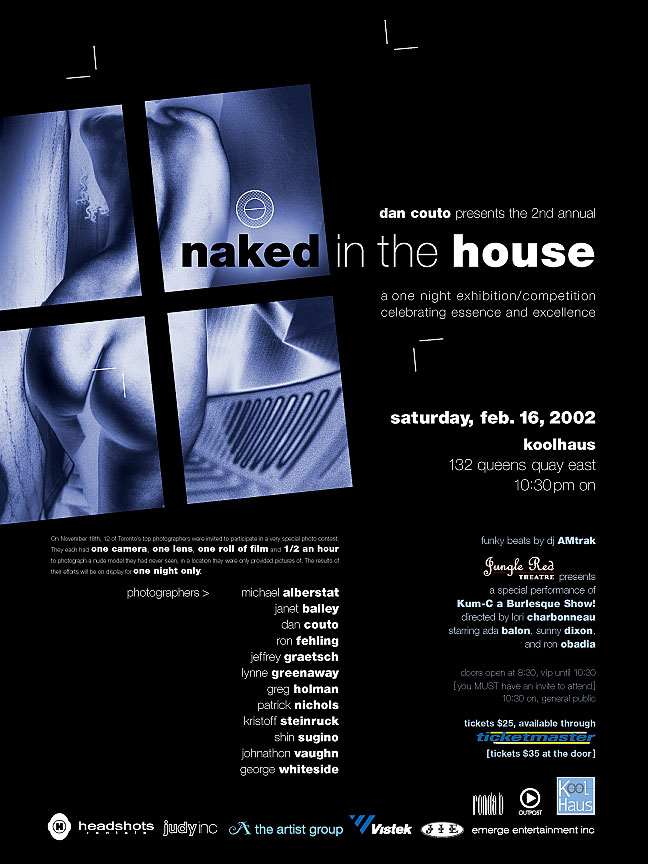 dan couto presents the 2nd annual
naked in the house
a one night exhibition/competition
celebrating essence and excellence
saturday, feb. 16, 2002
koolhaus
132 queens quay east
10:30pm on
On November 18th, 12 of Toronto's top photographers were invited to participate in a very special photo contest.
They each had one camera, one lens, one roll of film and 1/2 an hour
to photograph a nude model they had never seen, in a location they were only provided pictures of. The results of
their efforts will be on display for one night only.
photographers > michael alberstat
janet bailey
dan couto
ron fehling
jeffrey graetsch
lynne greenaway
greg holman
patrick nichols
kristoff steinruck
shin sugino
johnathon vaughn
george whiteside
funky beats by dj AMtrak
Jungle Red
THEATRE presents
a special performance of
Kum-C a Burlesque Show!
directed by lori charbonneau
starring ada balon, sunny dixon,
and ron obadia
doors open at 8:30, vip until 10:30
[you MUST have an invite to attend]
10:30 on, general public
tickets $25, available through
ticketmaster
[tickets $35 at the door]
OUTPOST
Kool
Haus
H headshots
rentals
judyinc
the artist group
Vistek
emerge entertainment inc